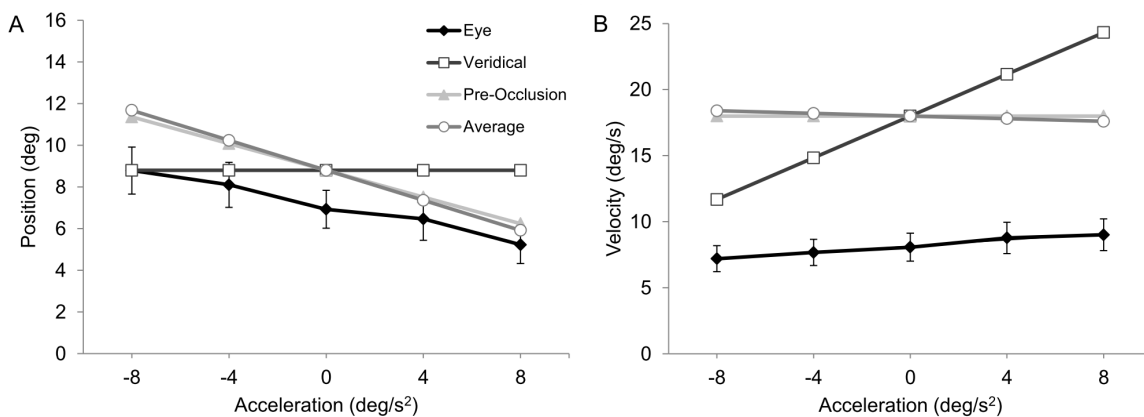 A
Position (deg)
16
14
12
10
8
6
4
2
0
-8
-4
0
4
8
Acceleration (deg/s²)
Eye
Veridical
Pre-Occlusion
Average
B
Velocity (deg/s)
25
20
15
10
5
0
-8
-4
0
4
8
Acceleration (deg/s²)